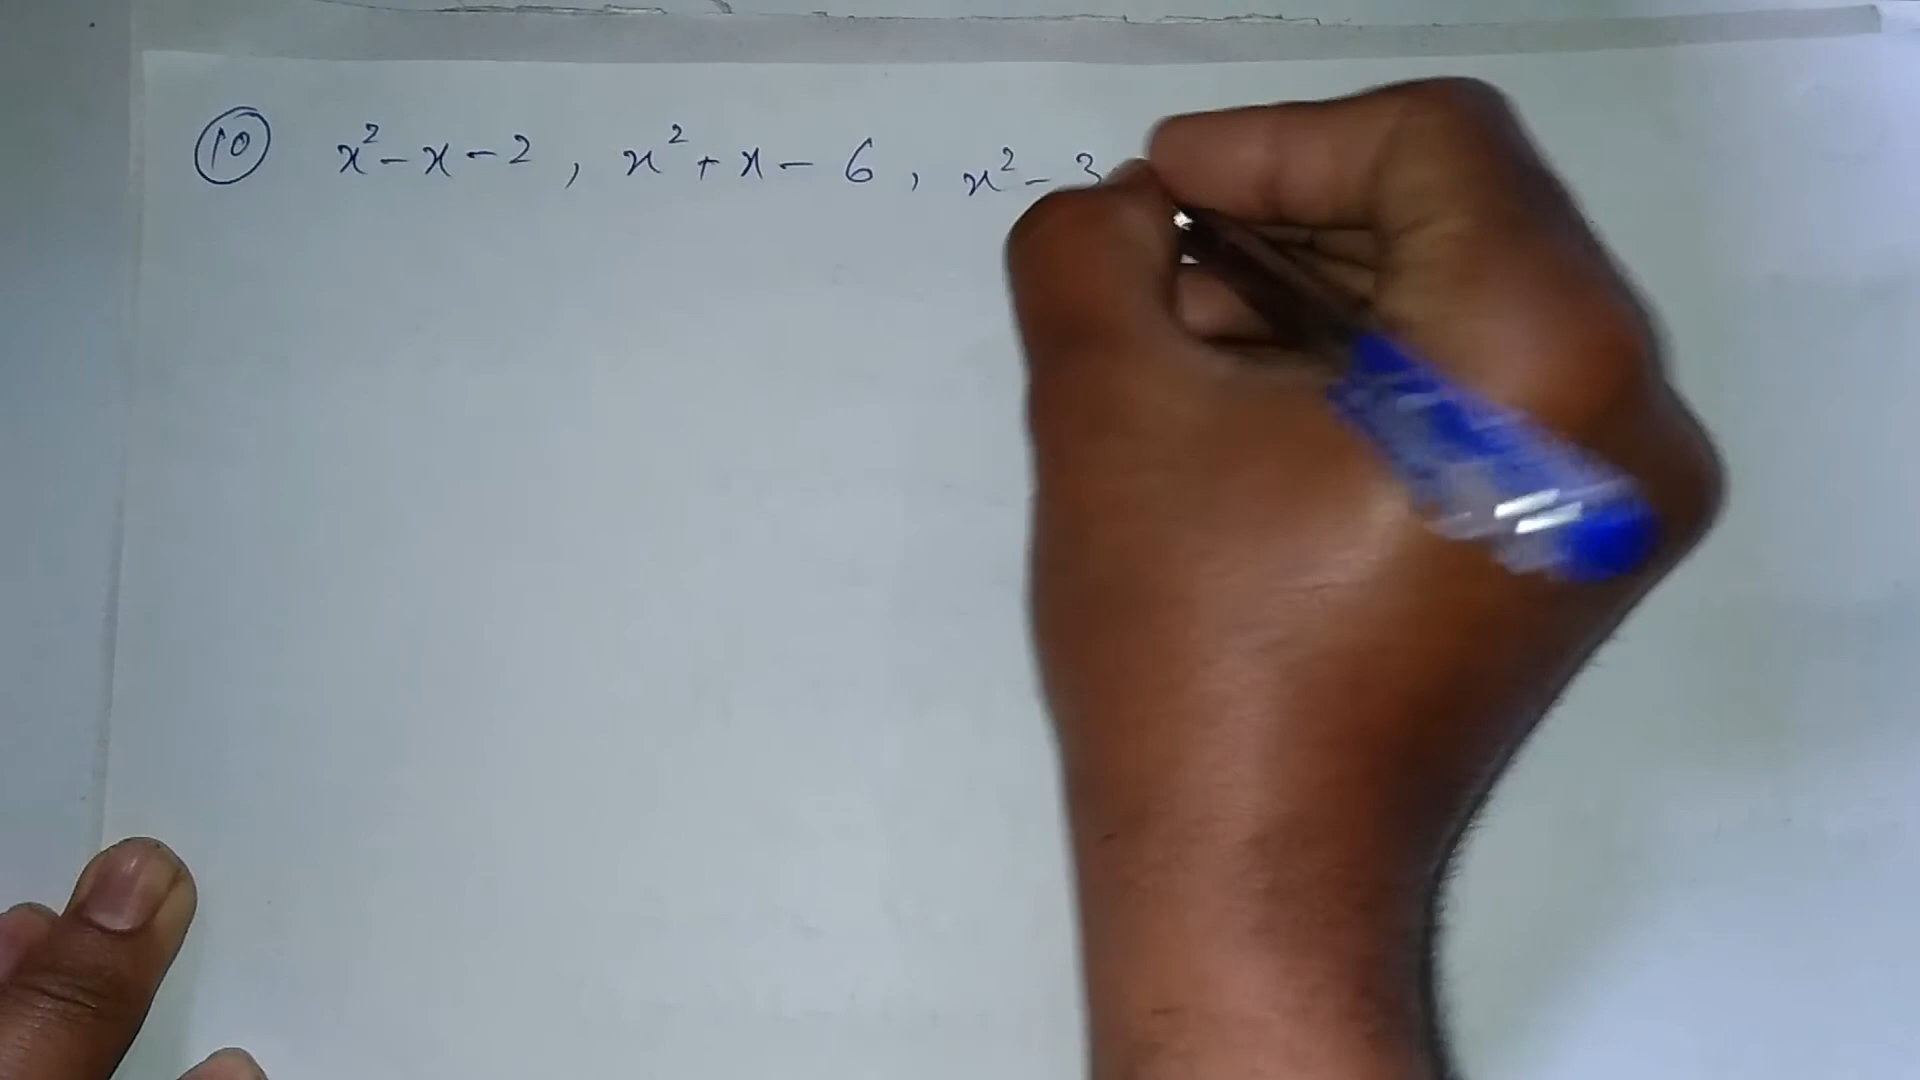 (10) x² - x - 2 , x² + x - 6 , x² - 3